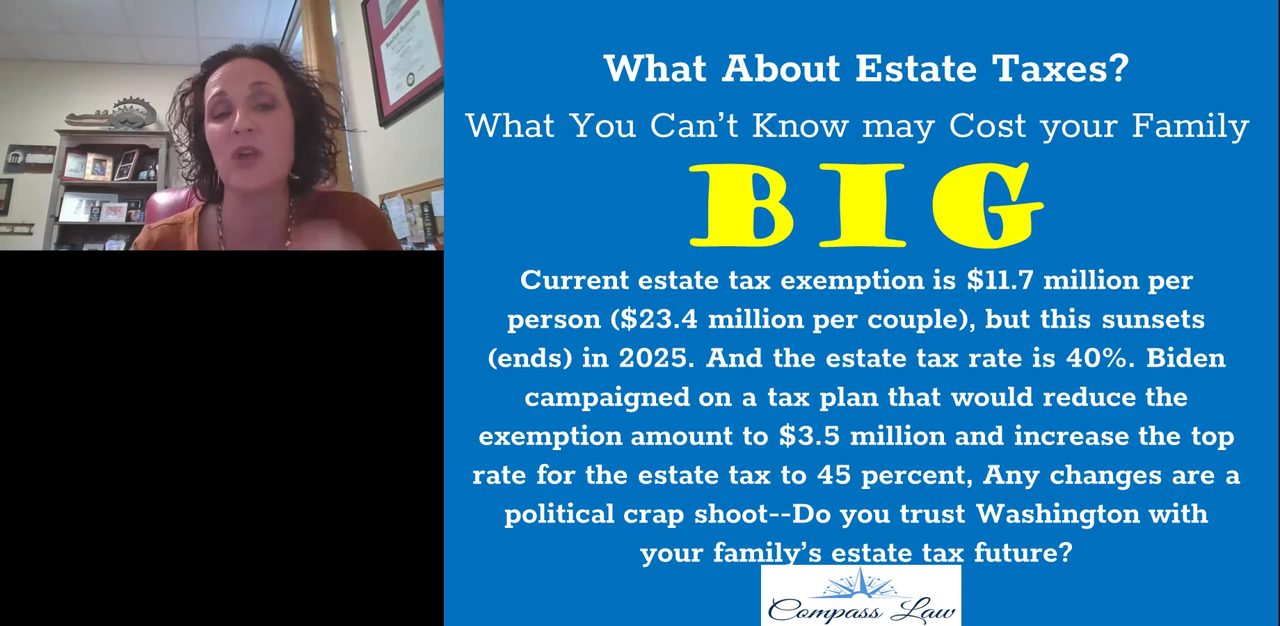 What About Estate Taxes?
What You Can't Know may Cost your Family
BIG
Current estate tax exemption is $11.7 million per
person ($23.4 million per couple), but this sunsets
(ends) in 2025. And the estate tax rate is 40%. Biden
campaigned on a tax plan that would reduce the
exemption amount to $3.5 million and increase the top
rate for the estate tax to 45 percent, Any changes are a
political crap shoot--Do you trust Washington with
your family's estate tax future?
Compass Law